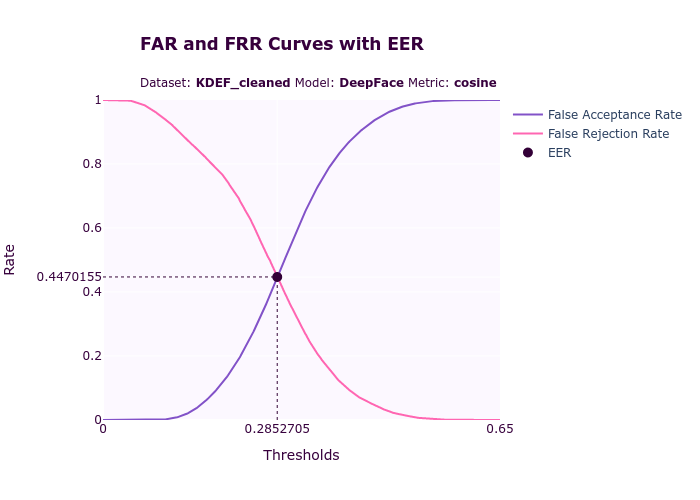 FAR and FRR Curves with EER
Dataset: KDEF_cleaned Model: DeepFace Metric: cosine
False Acceptance Rate
False Rejection Rate
EER
Rate
1
0.8
0.6
0.4470155
0.4
0.2
0
0
0.2852705
0.65
Thresholds